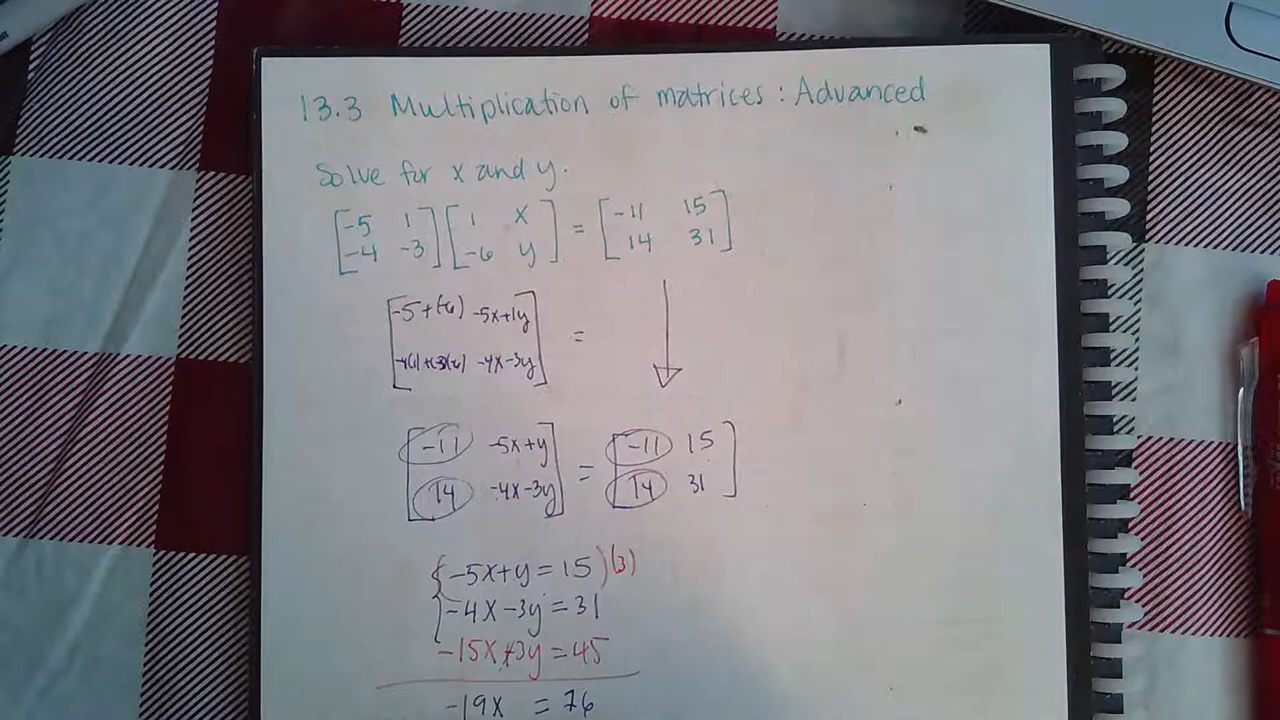 13.3 Multiplication of matrices: Advanced
Solve for x and y.
[-5 1] [1 x] = [-11 15]
[-4 -3] [-6 y] [14 31]
[-5+(-6) -5x+1y] =
[-4(1)+(-3)(-6) -4x-3y]
[-11 -5x+y] = [-11 15]
[14 -4x-3y] [14 31]
{-5x+y=15)(3)
-4x-3y=31
-15x+3y=45
-19x = 76